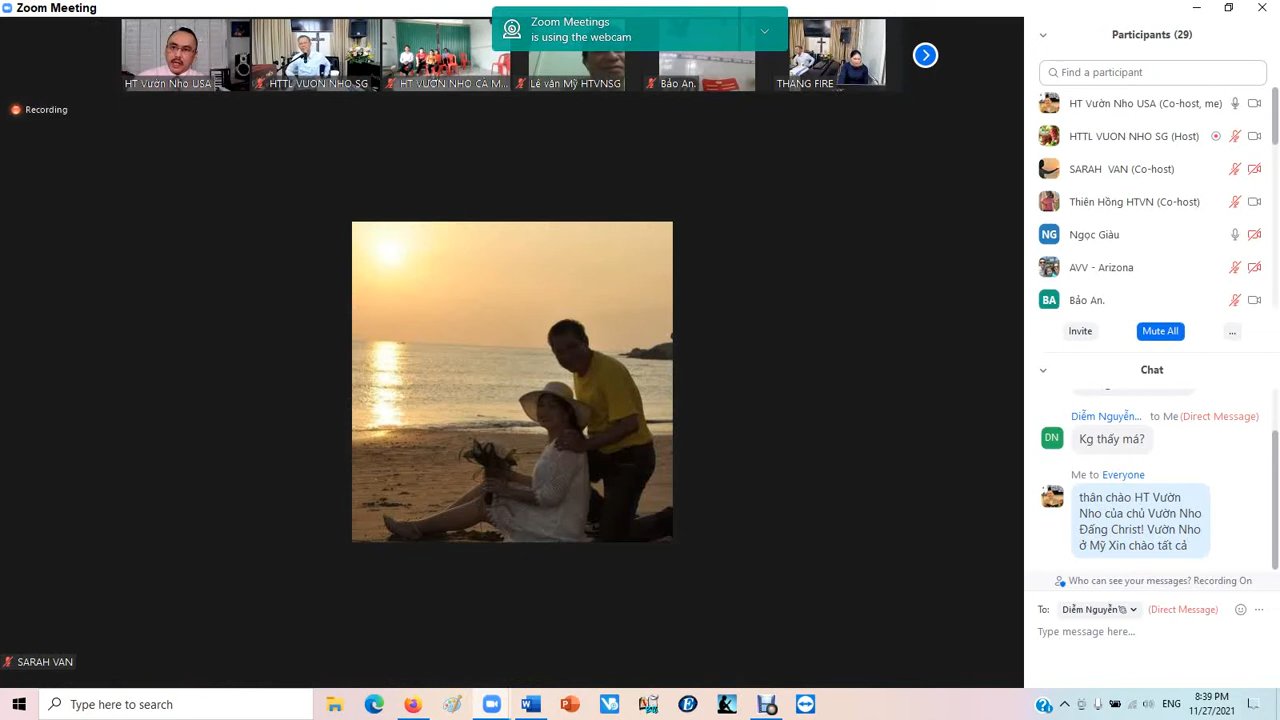 Zoom Meeting
Zoom Meetings
is using the webcam
HT Vườn Nho USA
HTTL VUON NHO SG
HT VƯỜN NHO CÀ M...
Lê văn Mỹ HTVNSG
Bảo An.
THANG FIRE
Recording
SARAH VAN
Participants (29)
Find a participant
HT Vườn Nho USA (Co-host, me)
HTTL VUON NHO SG (Host)
SARAH VAN (Co-host)
Thiên Hồng HTVN (Co-host)
NG Ngọc Giàu
AVV - Arizona
BA Bảo An.
Invite
Mute All
...
Chat
Diễm Nguyễn... to Me (Direct Message)
DN Kg thấy má?
Me to Everyone
thân chào HT Vườn
Nho của chủ Vườn Nho
Đấng Christ! Vườn Nho
ở Mỹ Xin chào tất cả
Who can see your messages? Recording On
To: Diễm Nguyễn (Direct Message)
Type message here...
Type here to search
ENG
8:39 PM
11/27/2021